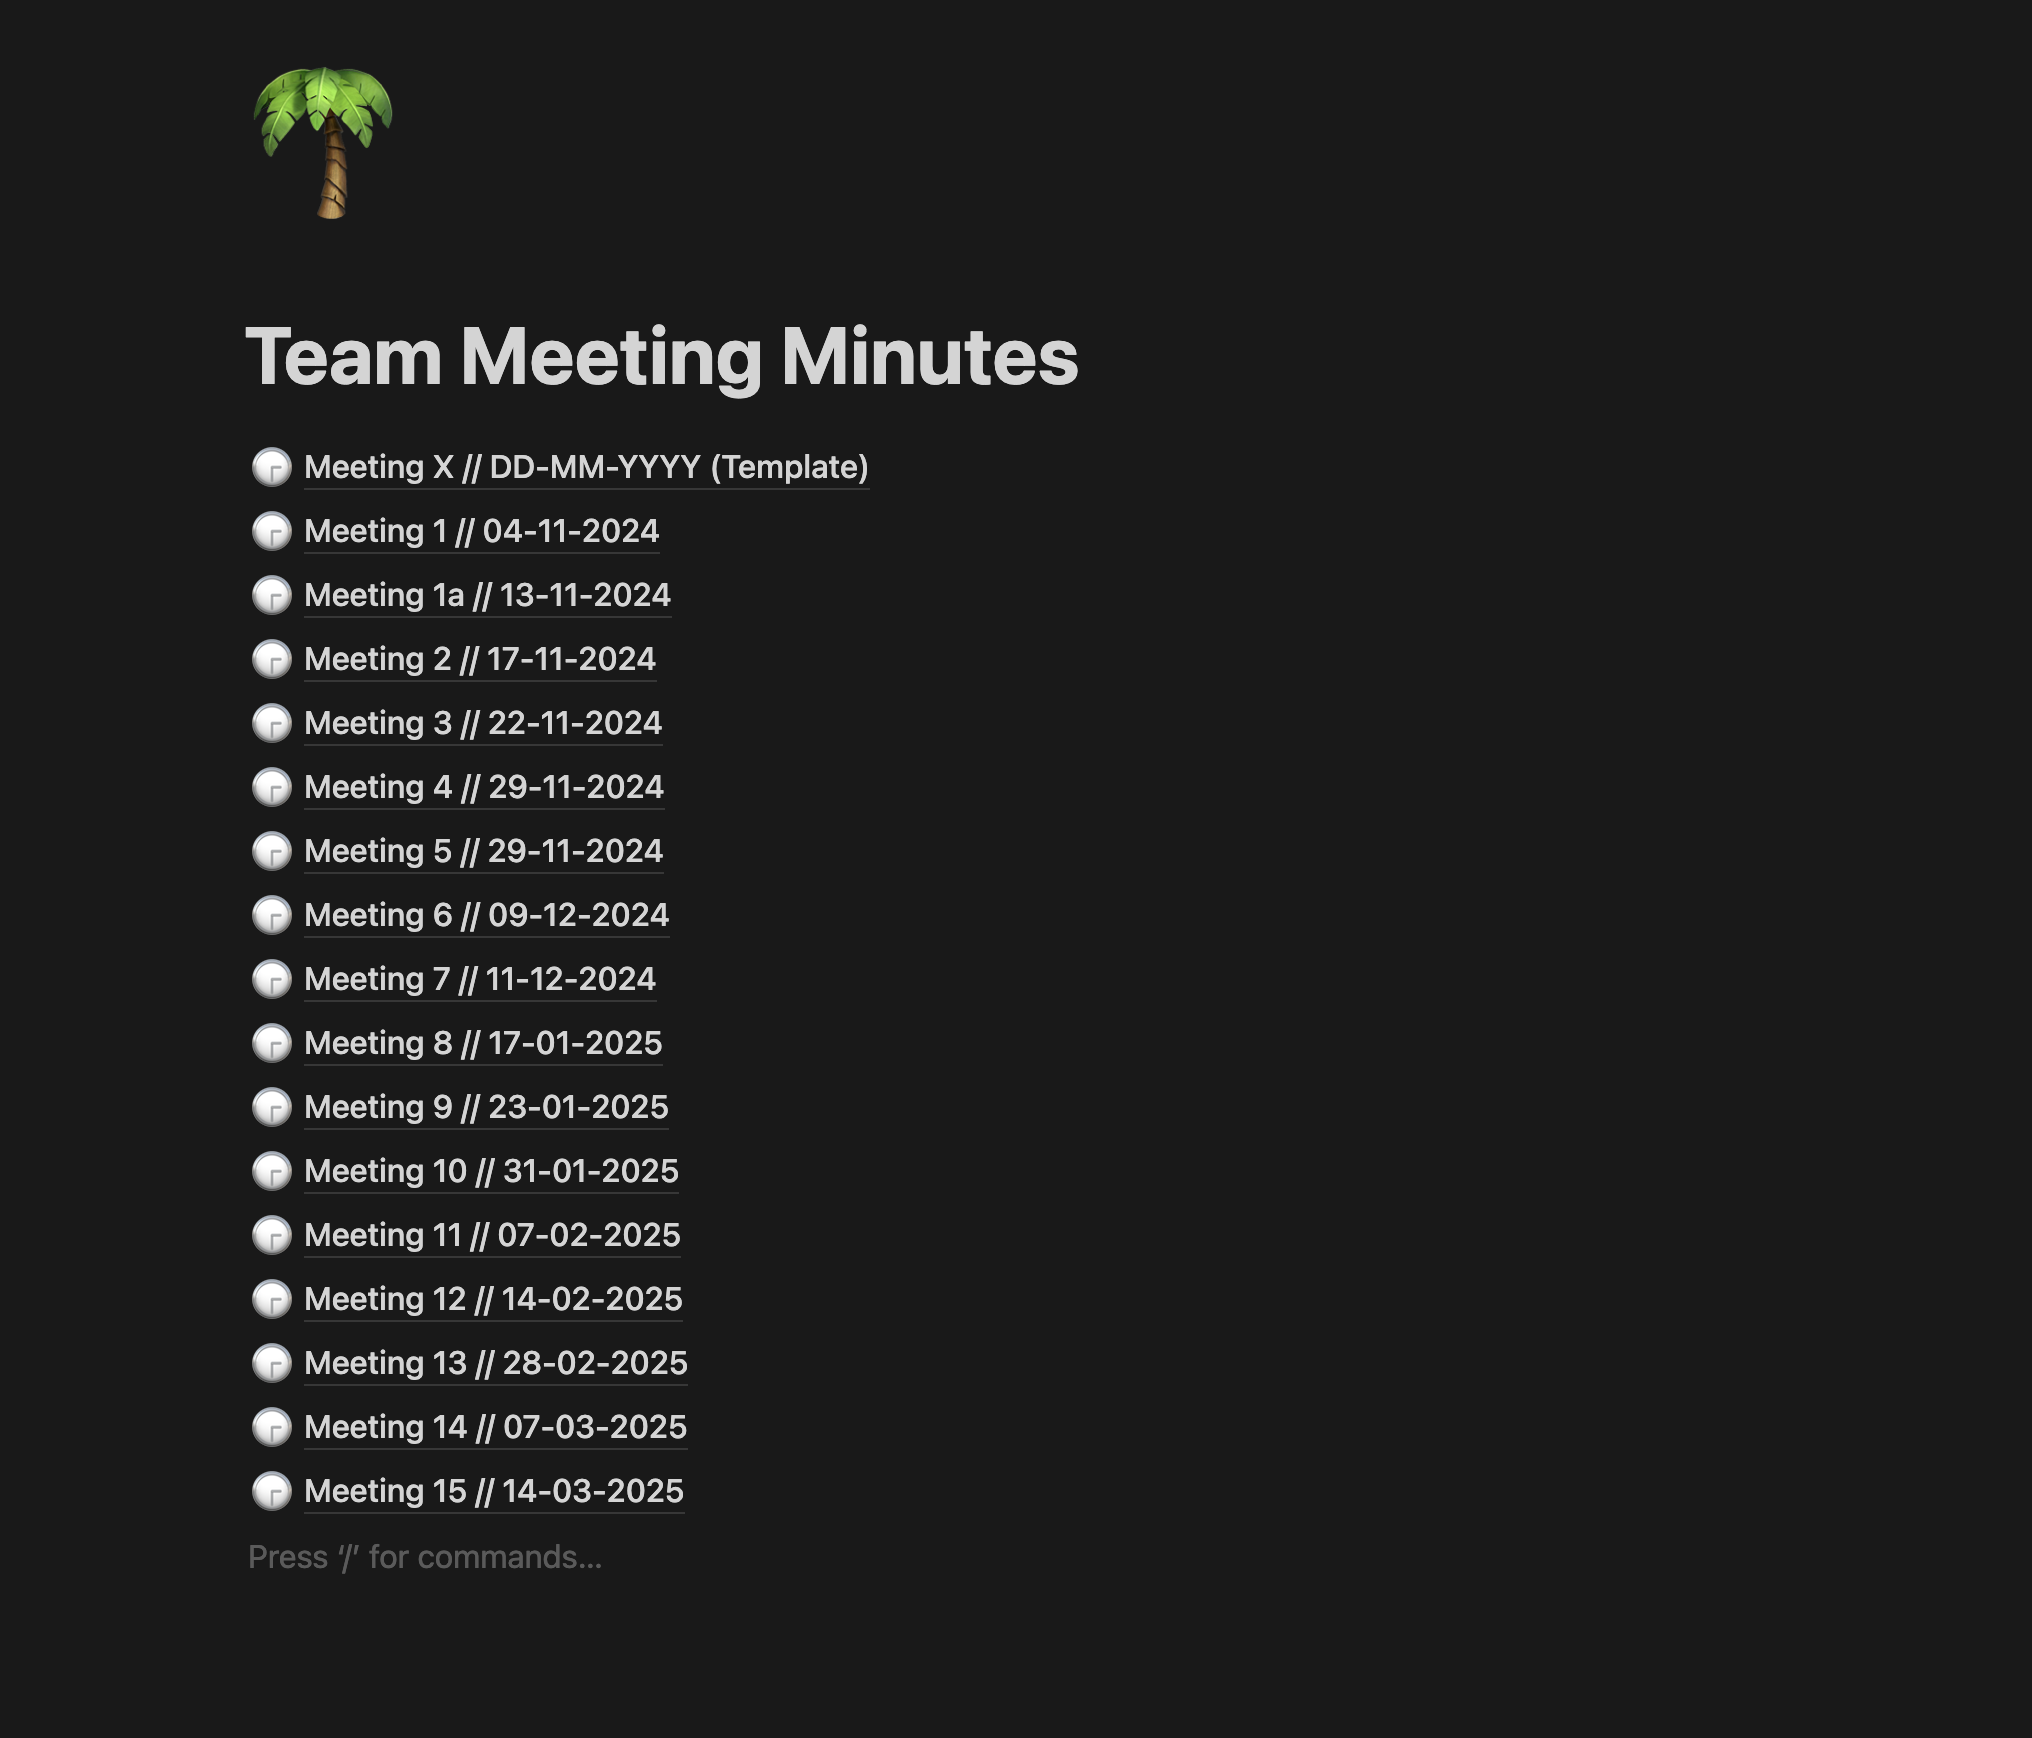 Team Meeting Minutes
Meeting X // DD-MM-YYYY (Template)
Meeting 1 // 04-11-2024
Meeting 1a // 13-11-2024
Meeting 2 // 17-11-2024
Meeting 3 // 22-11-2024
Meeting 4 // 29-11-2024
Meeting 5 // 29-11-2024
Meeting 6 // 09-12-2024
Meeting 7 // 11-12-2024
Meeting 8 // 17-01-2025
Meeting 9 // 23-01-2025
Meeting 10 // 31-01-2025
Meeting 11 // 07-02-2025
Meeting 12 // 14-02-2025
Meeting 13 // 28-02-2025
Meeting 14 // 07-03-2025
Meeting 15 // 14-03-2025
Press ‘/’ for commands...